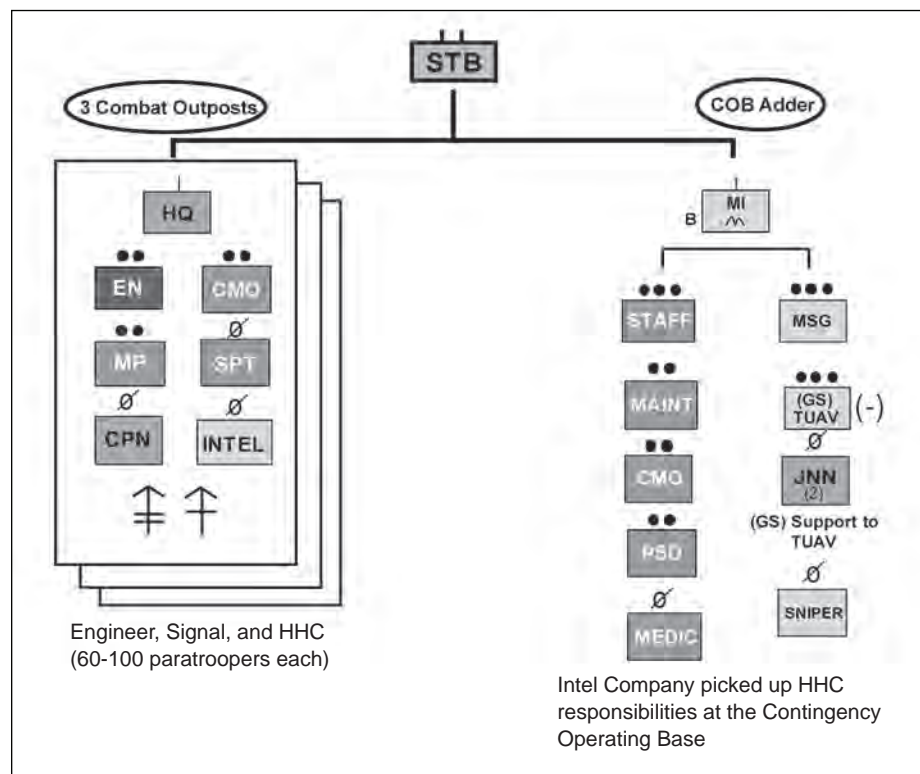 STB
3 Combat Outposts
COB Adder
HQ
EN
CMO
MP
SPT
CPN
INTEL
Engineer, Signal, and HHC
(60-100 paratroopers each)
B
MI
STAFF
MSG
MAINT
(GS)
TUAV
(-)
CMO
JNN
(2)
(GS) Support to
TUAV
PSD
SNIPER
MEDIC
Intel Company picked up HHC
responsibilities at the Contingency
Operating Base